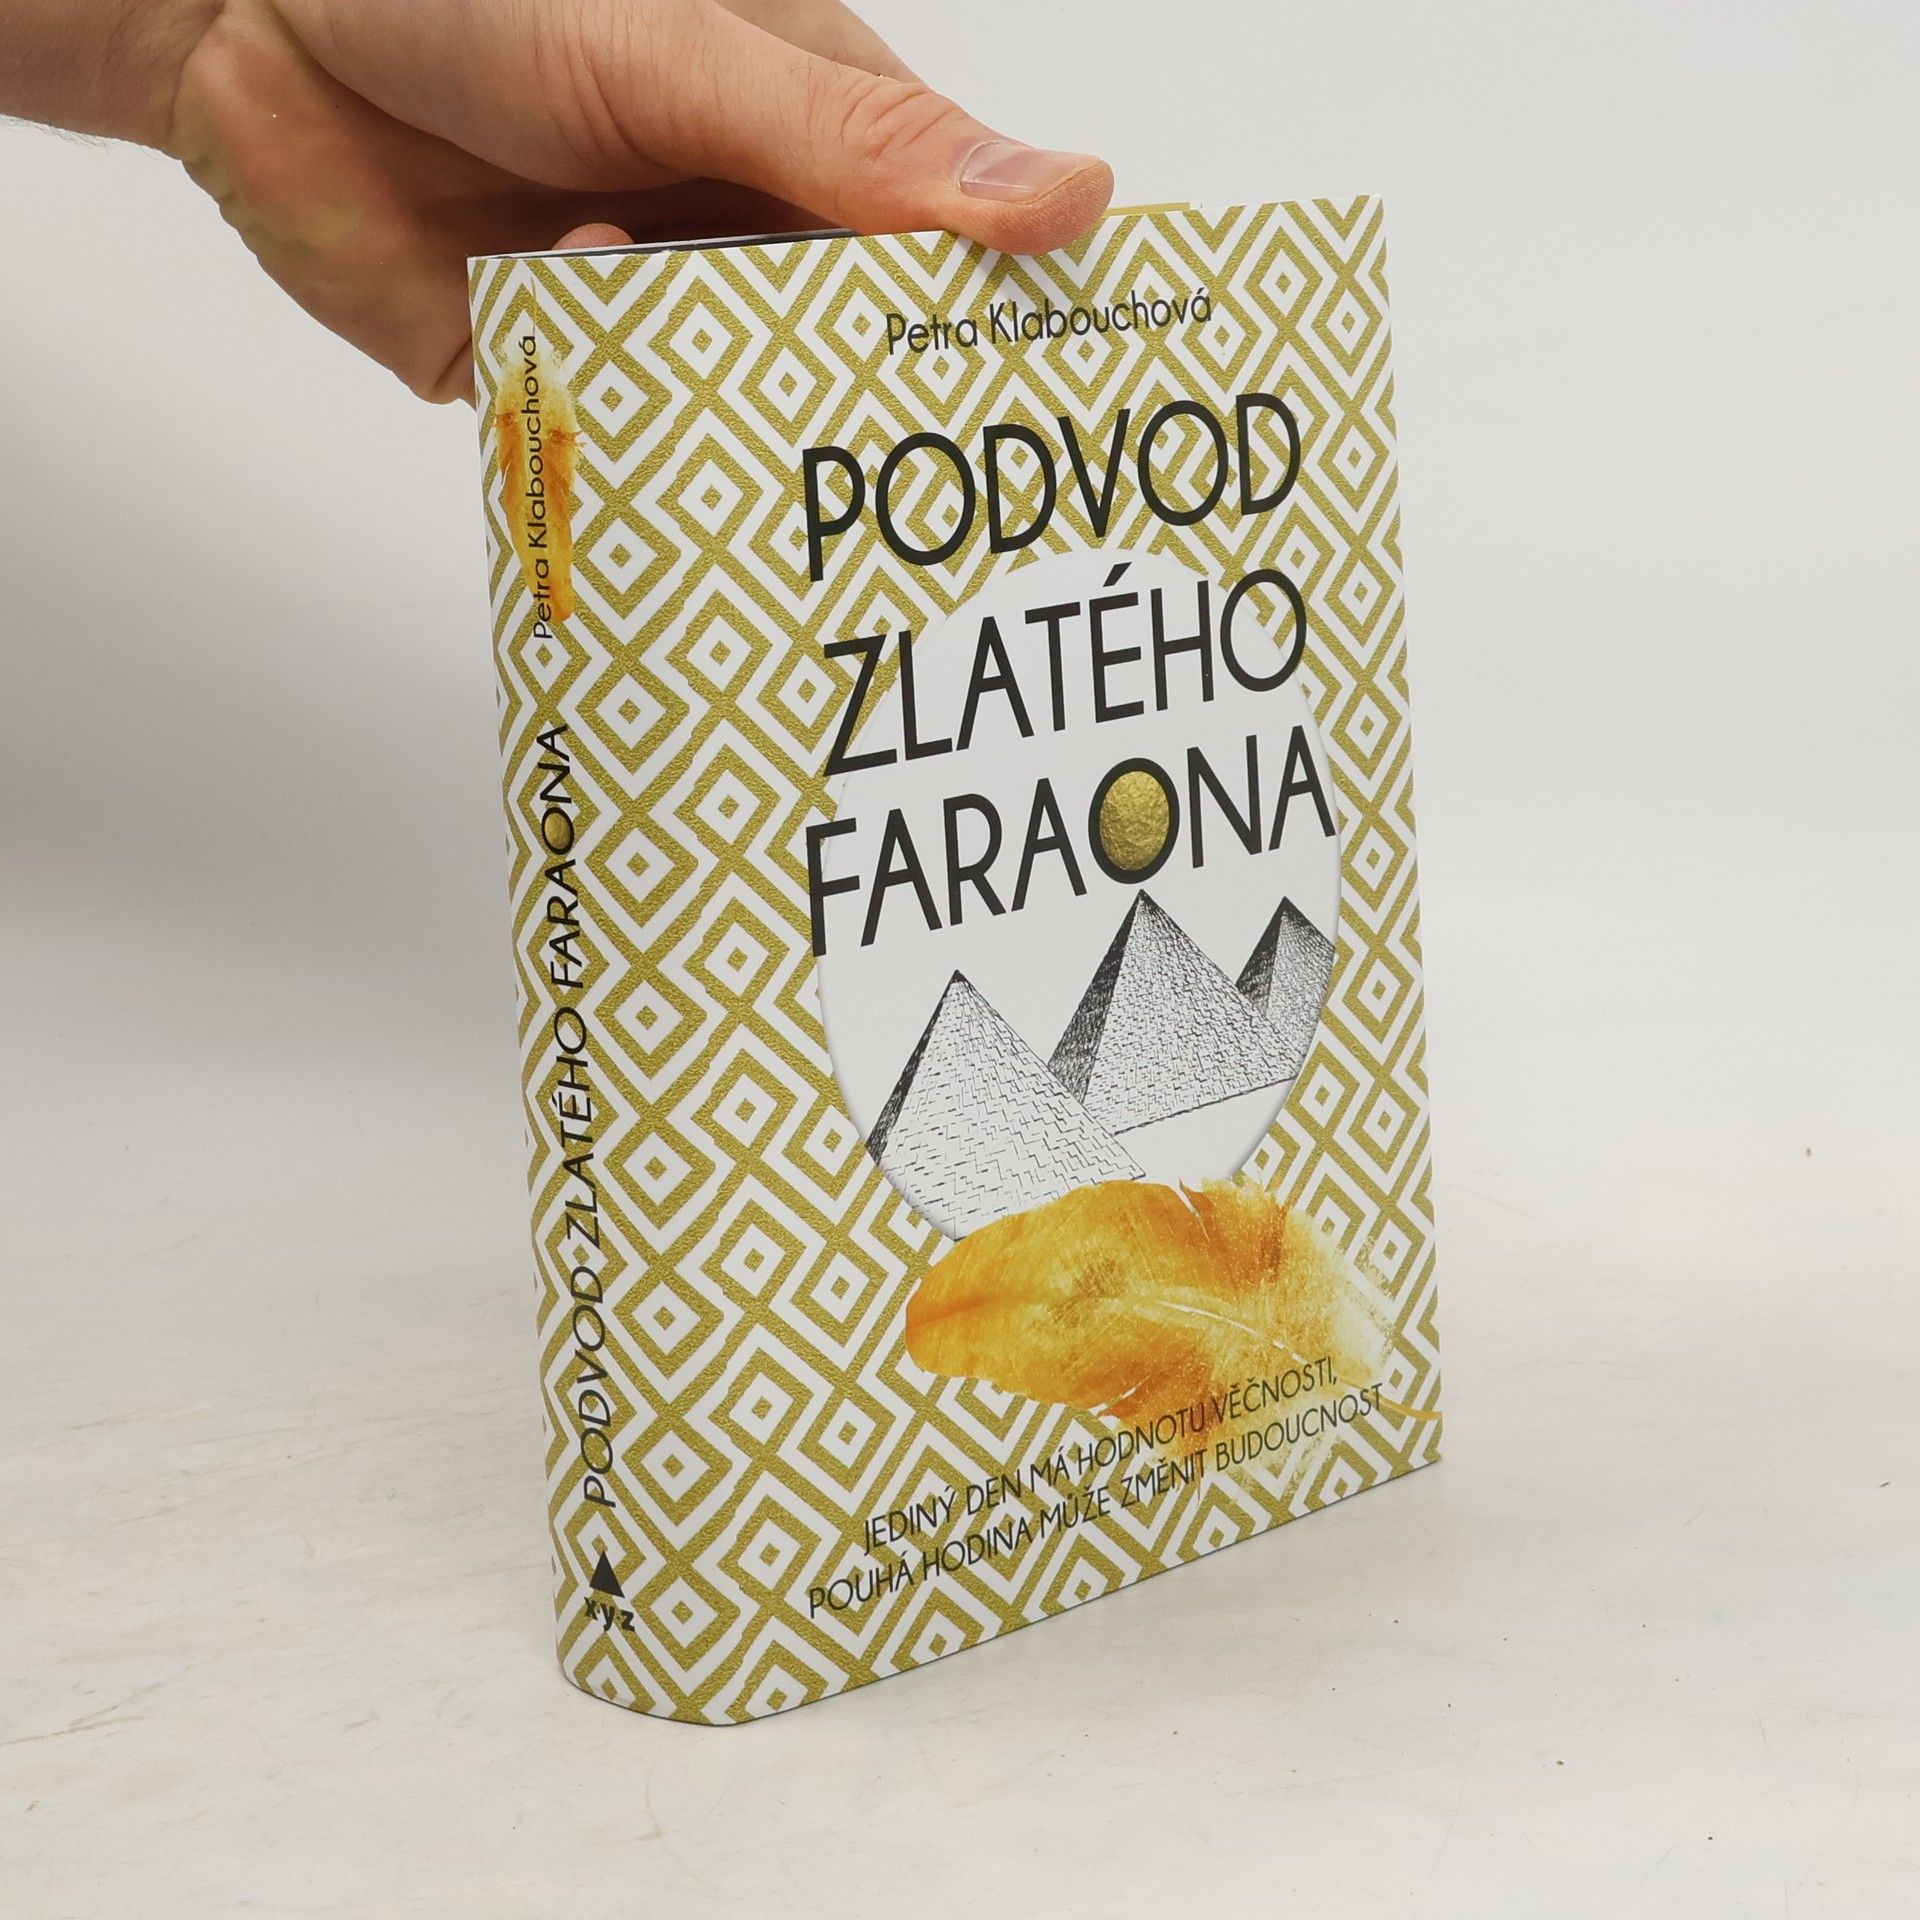 Petra Klabouchová
PODVOD
ZLATÉHO
FARAONA
JEDINÝ DEN MÁ HODNOTU VĚČNOSTI,
POUHÁ HODINA MŮŽE ZMĚNIT BUDOUCNOST
Petra Klabouchová
PODVOD ZLATÉHO FARAONA
x·y·z